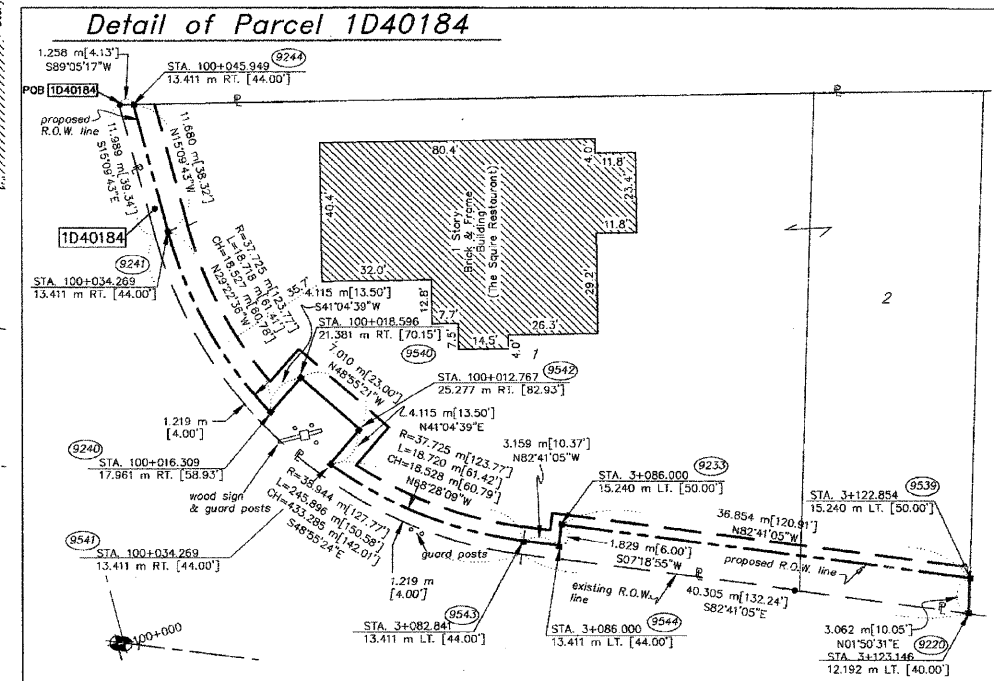 Detail of Parcel 1D40184
1.258 m[4.13']
S89°05'17"W
STA. 100+045.949
9244
13.411 m RT. [44.00']
POB 1D40184
proposed
R.O.W. line
11.989 m[39.34']
S15°09'43"E
11.680 m[38.32']
N15°09'43"W
1D40184
9241
STA. 100+034.269
13.411 m RT. [44.00']
R=37.725 m[123.77']
L=18.718 m[61.41']
CH=18.527 m[60.78']
N29°22'36"W
80.4'
4.0'
11.8'
23.4'
11.8'
40.4'
1 Story
Brick & Frame
Building
(The Squire Restaurant)
32.0'
12.8'
7.7'
7.5'
14.5'
4.0'
26.3'
29.2'
35.7'
1
2
4.115 m[13.50']
S41°04'39"W
STA. 100+018.596
21.381 m RT. [70.15']
9540
7.010 m[23.00']
N48°55'21"W
9542
STA. 100+012.767
25.277 m RT. [82.93']
4.115 m[13.50']
N41°04'39"E
1.219 m
[4.00']
9240
STA. 100+016.309
17.961 m RT. [58.93']
wood sign
& guard posts
R=37.725 m[123.77']
L=18.720 m[61.42']
CH=18.528 m[60.79']
N68°28'09"W
3.159 m[10.37']
N82°41'05"W
9233
STA. 3+086.000
15.240 m LT. [50.00']
9539
STA. 3+122.854
15.240 m LT. [50.00']
36.854 m[120.91']
N82°41'05"W
proposed R.O.W. line
R=38.944 m[127.77']
L=245.896 m[150.58']
CH=433.285 m[142.01']
S48°55'24"E
guard posts
1.829 m[6.00']
S07°18'55"W
existing R.O.W.
line
40.305 m[132.24']
S82°41'05"E
9541
STA. 100+034.269
13.411 m RT. [44.00']
1.219 m
[4.00']
9543
STA. 3+082.841
13.411 m LT. [44.00']
9544
STA. 3+086.000
13.411 m LT. [44.00']
3.062 m[10.05']
N01°50'31"E
9220
STA. 3+123.146
12.192 m LT. [40.00']
100+000